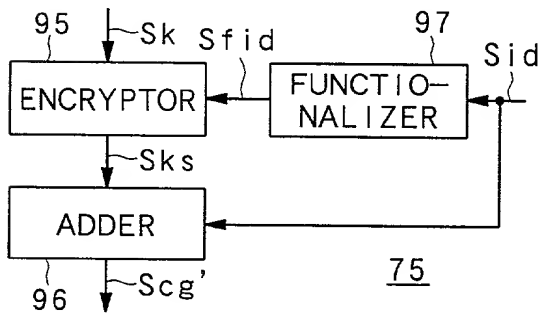 95
Sk
Sfid
97
Sid
ENCRYPTOR
FUNCTIO-
NALIZER
Sks
ADDER
75
96
Scg'